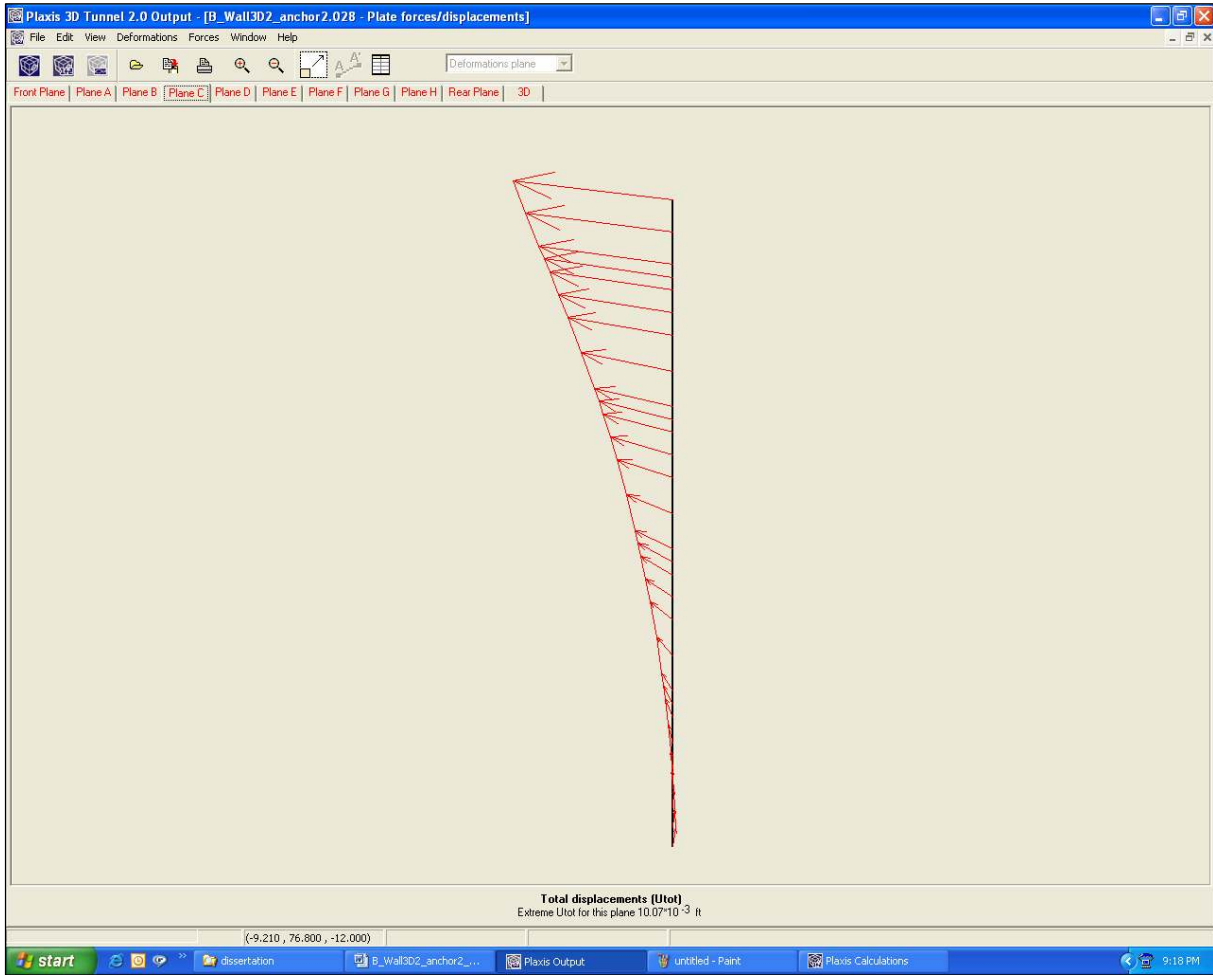 Plaxis 3D Tunnel 2.0 Output - [B_Wall3D2_anchor2.028 - Plate forces/displacements]
File Edit View Deformations Forces Window Help
Deformations plane
Front Plane Plane A Plane B Plane C Plane D Plane E Plane F Plane G Plane H Rear Plane 3D
Total displacements (Utot)
Extreme Utot for this plane 10.07*10 -3 ft
(-9.210 , 76.800 , -12.000)
start dissertation B_Wall3D2_anchor2_... Plaxis Output untitled - Paint Plaxis Calculations 9:18 PM